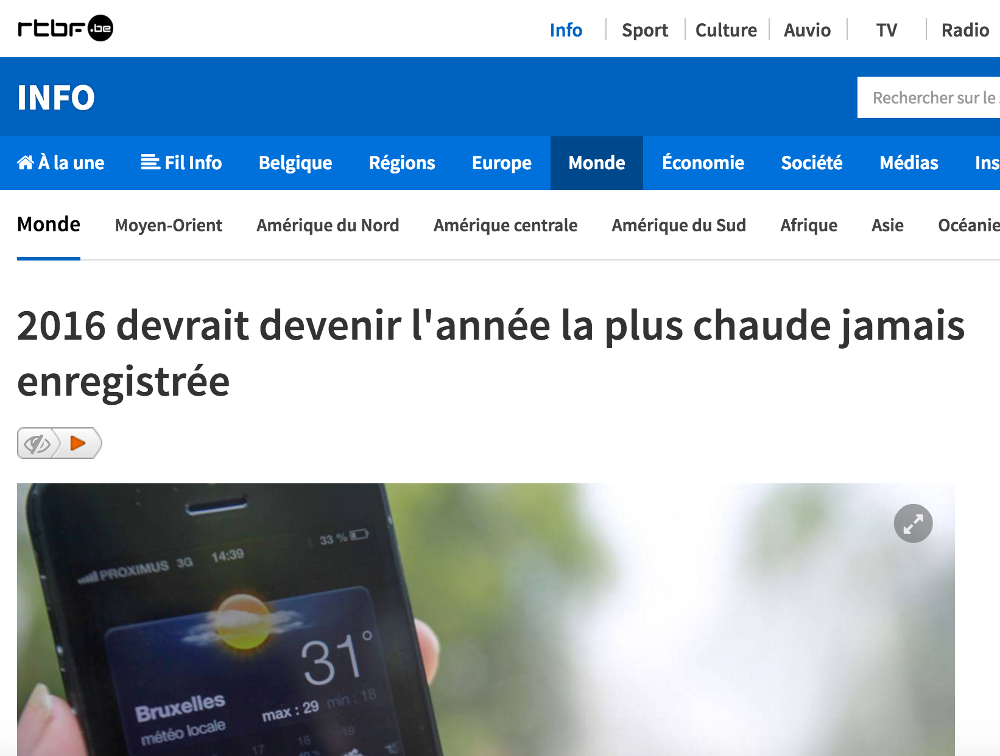 rtbf.be
Info Sport Culture Auvio TV Radio
INFO
Rechercher sur le
À la une Fil Info Belgique Régions Europe Monde Économie Société Médias Ins
Monde Moyen-Orient Amérique du Nord Amérique centrale Amérique du Sud Afrique Asie Océanie
2016 devrait devenir l'année la plus chaude jamais
enregistrée
PROXIMUS 3G 14:39 33 %
31°
Bruxelles max : 29 min : 18
météo locale
17 18 19